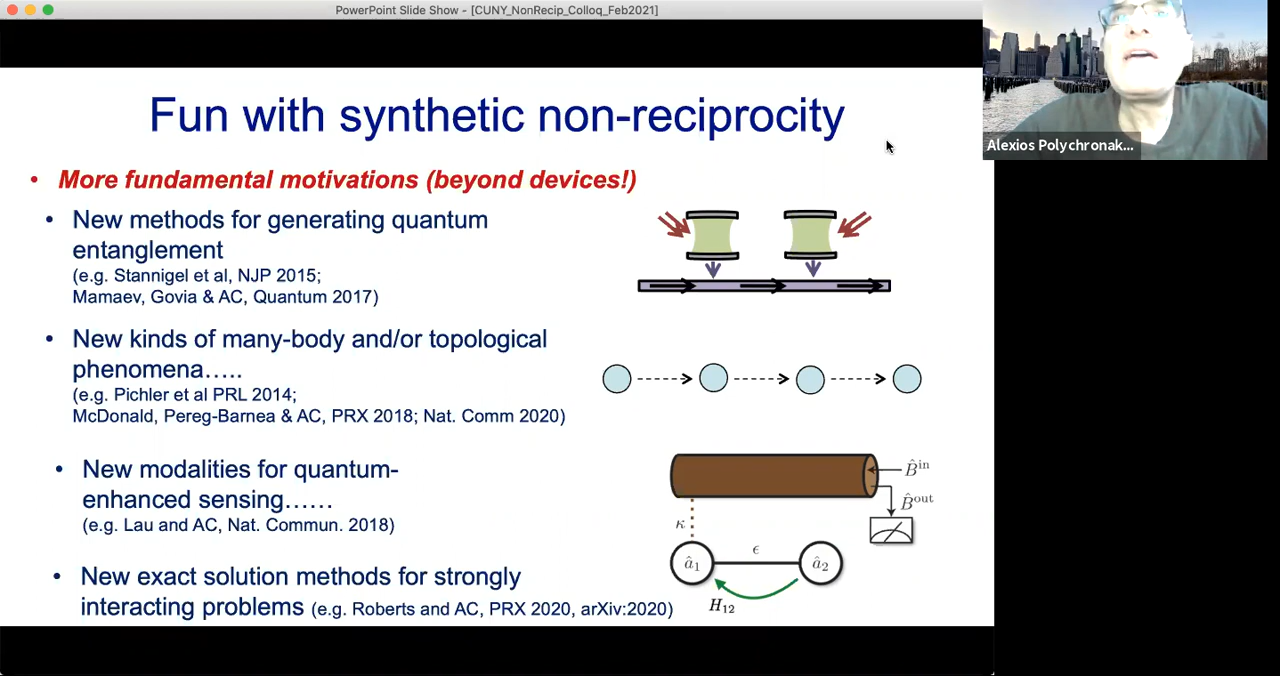 PowerPoint Slide Show - [CUNY_NonRecip_Colloq_Feb2021]
Fun with synthetic non-reciprocity
Alexios Polychronak...
• More fundamental motivations (beyond devices!)
• New methods for generating quantum
entanglement
(e.g. Stannigel et al, NJP 2015;
Mamaev, Govia & AC, Quantum 2017)
• New kinds of many-body and/or topological
phenomena…..
(e.g. Pichler et al PRL 2014;
McDonald, Pereg-Barnea & AC, PRX 2018; Nat. Comm 2020)
• New modalities for quantum-
enhanced sensing……
(e.g. Lau and AC, Nat. Commun. 2018)
• New exact solution methods for strongly
interacting problems (e.g. Roberts and AC, PRX 2020, arXiv:2020)
B̂ⁱⁿ
B̂ᵒᵘᵗ
κ
ϵ
â₁
â₂
H₁₂